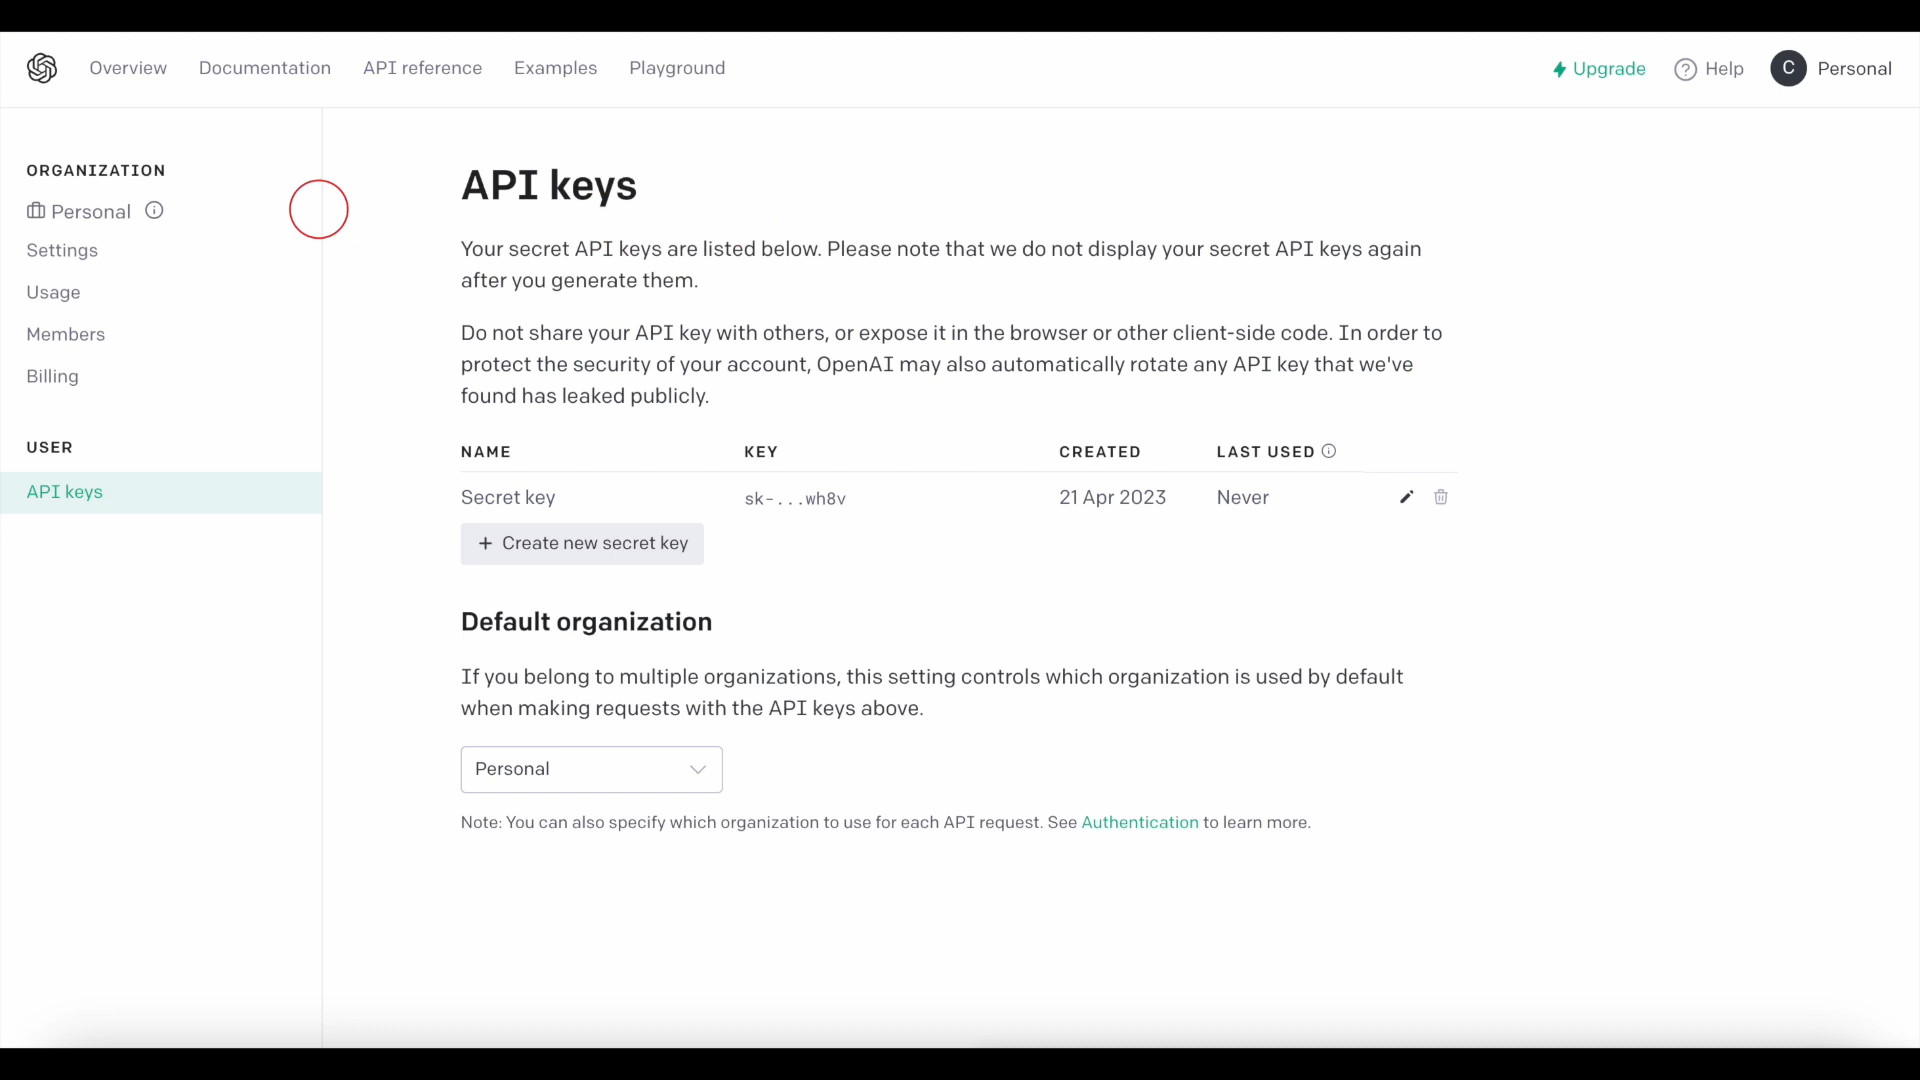 Overview Documentation API reference Examples Playground Upgrade Help C Personal
ORGANIZATION
Personal
Settings
Usage
Members
Billing
USER
API keys
API keys
Your secret API keys are listed below. Please note that we do not display your secret API keys again
after you generate them.
Do not share your API key with others, or expose it in the browser or other client-side code. In order to
protect the security of your account, OpenAI may also automatically rotate any API key that we've
found has leaked publicly.
NAME KEY CREATED LAST USED
Secret key sk-...wh8v 21 Apr 2023 Never
+ Create new secret key
Default organization
If you belong to multiple organizations, this setting controls which organization is used by default
when making requests with the API keys above.
Personal
Note: You can also specify which organization to use for each API request. See Authentication to learn more.